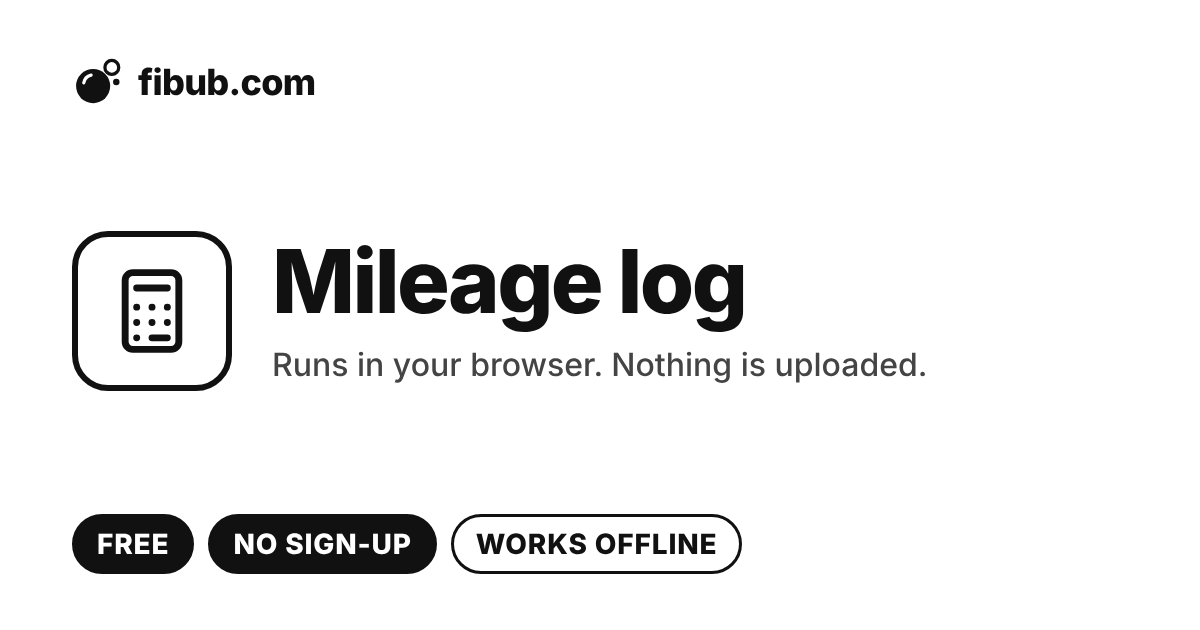 fibub.com
Mileage log
Runs in your browser. Nothing is uploaded.
FREE
NO SIGN-UP
WORKS OFFLINE